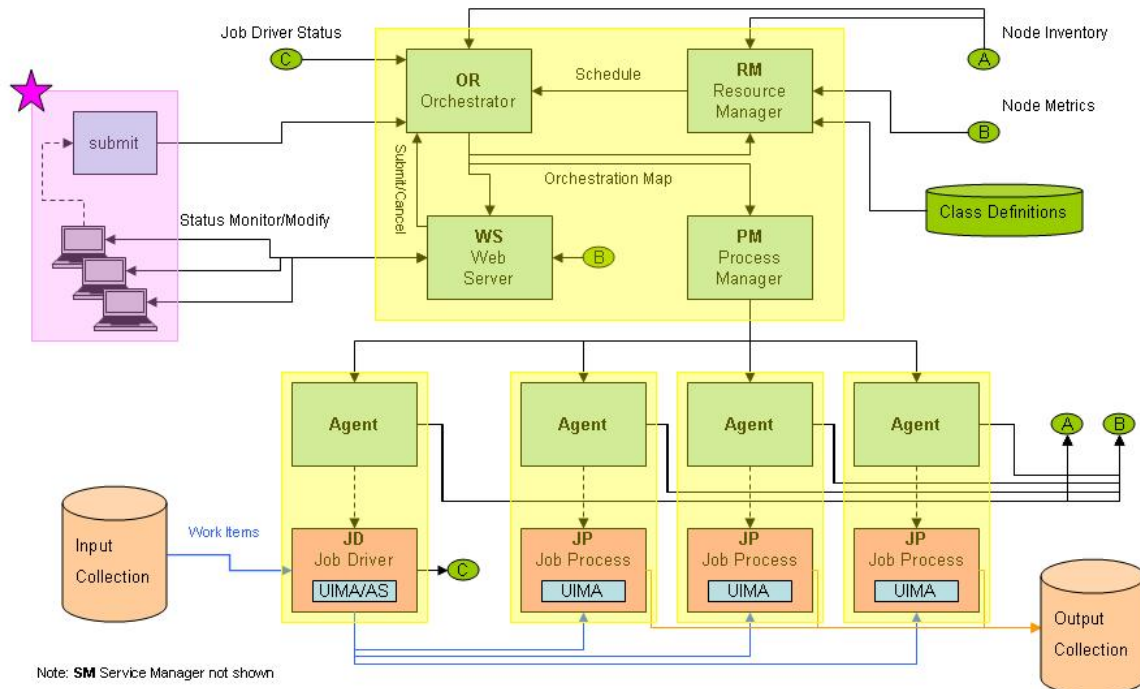 Job Driver Status
C
OR
Orchestrator
Schedule
RM
Resource
Manager
Node Inventory
A
Node Metrics
B
submit
Submit/Cancel
Orchestration Map
Class Definitions
Status Monitor/Modify
WS
Web
Server
B
PM
Process
Manager
Agent
Agent
Agent
Agent
A
B
Input
Collection
Work Items
JD
Job Driver
UIMA/AS
C
JP
Job Process
UIMA
JP
Job Process
UIMA
JP
Job Process
UIMA
Output
Collection
Note: SM Service Manager not shown